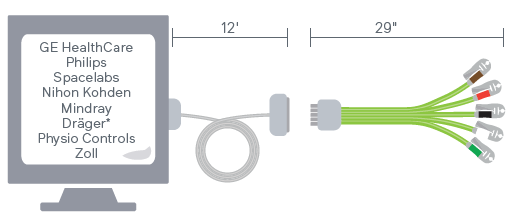 12'
29"
GE HealthCare
Philips
Spacelabs
Nihon Kohden
Mindray
Dräger*
Physio Controls
Zoll